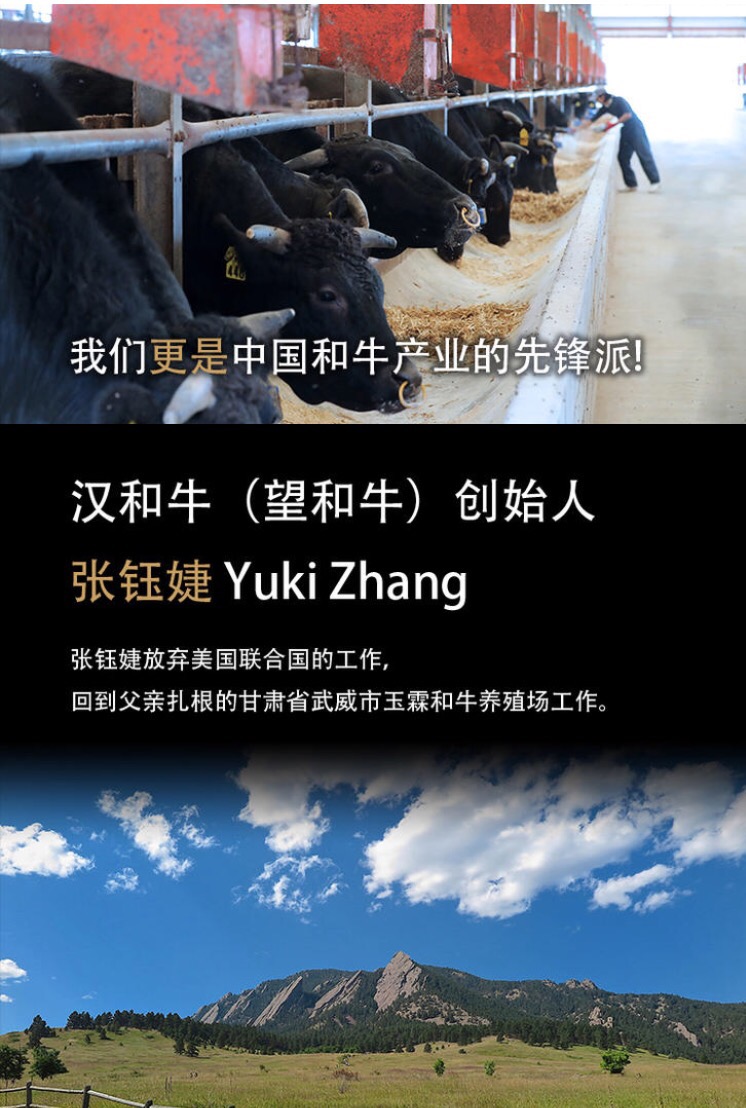 我们更是中国和牛产业的先锋派!
汉和牛（望和牛）创始人
张钰婕 Yuki Zhang
张钰婕放弃美国联合国的工作,
回到父亲扎根的甘肃省武威市玉霖和牛养殖场工作。